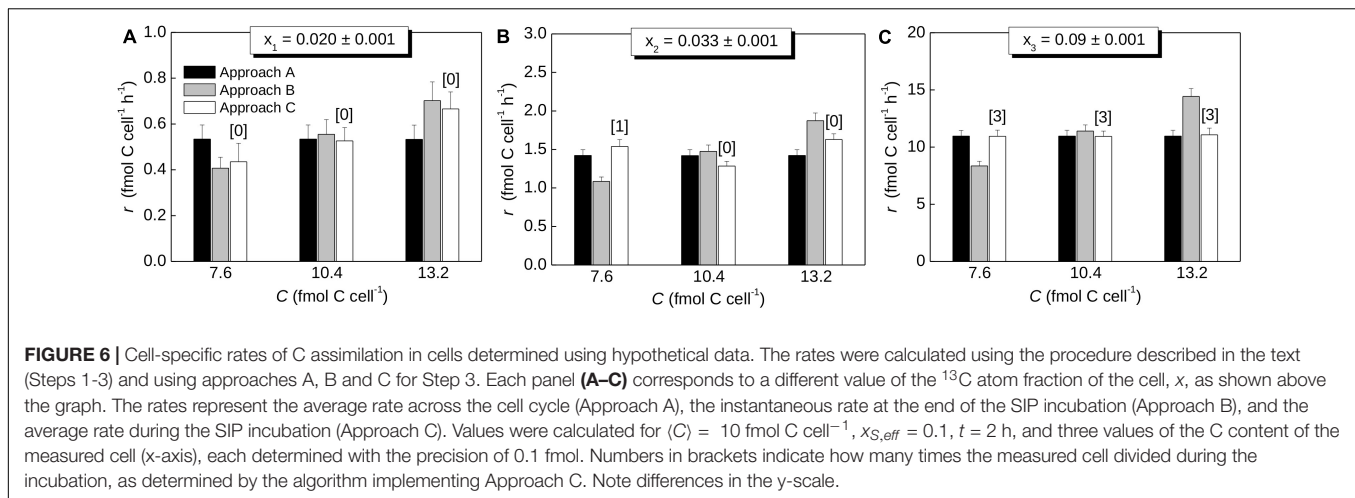 A
x1 = 0.020 ± 0.001
1.0
0.8
0.6
0.4
0.2
0.0
r (fmol C cell-1 h-1)
Approach A
Approach B
Approach C
[0]
[0]
[0]
7.6
10.4
13.2
C (fmol C cell-1)
B
x2 = 0.033 ± 0.001
3.0
2.5
2.0
1.5
1.0
0.5
0.0
r (fmol C cell-1 h-1)
[1]
[0]
[0]
7.6
10.4
13.2
C (fmol C cell-1)
C
x3 = 0.09 ± 0.001
20
15
10
5
0
r (fmol C cell-1 h-1)
[3]
[3]
[3]
7.6
10.4
13.2
C (fmol C cell-1)
FIGURE 6 | Cell-specific rates of C assimilation in cells determined using hypothetical data. The rates were calculated using the procedure described in the text
(Steps 1-3) and using approaches A, B and C for Step 3. Each panel (A–C) corresponds to a different value of the 13C atom fraction of the cell, x, as shown above
the graph. The rates represent the average rate across the cell cycle (Approach A), the instantaneous rate at the end of the SIP incubation (Approach B), and the
average rate during the SIP incubation (Approach C). Values were calculated for ⟨C⟩ = 10 fmol C cell−1, xS,eff = 0.1, t = 2 h, and three values of the C content of the
measured cell (x-axis), each determined with the precision of 0.1 fmol. Numbers in brackets indicate how many times the measured cell divided during the
incubation, as determined by the algorithm implementing Approach C. Note differences in the y-scale.